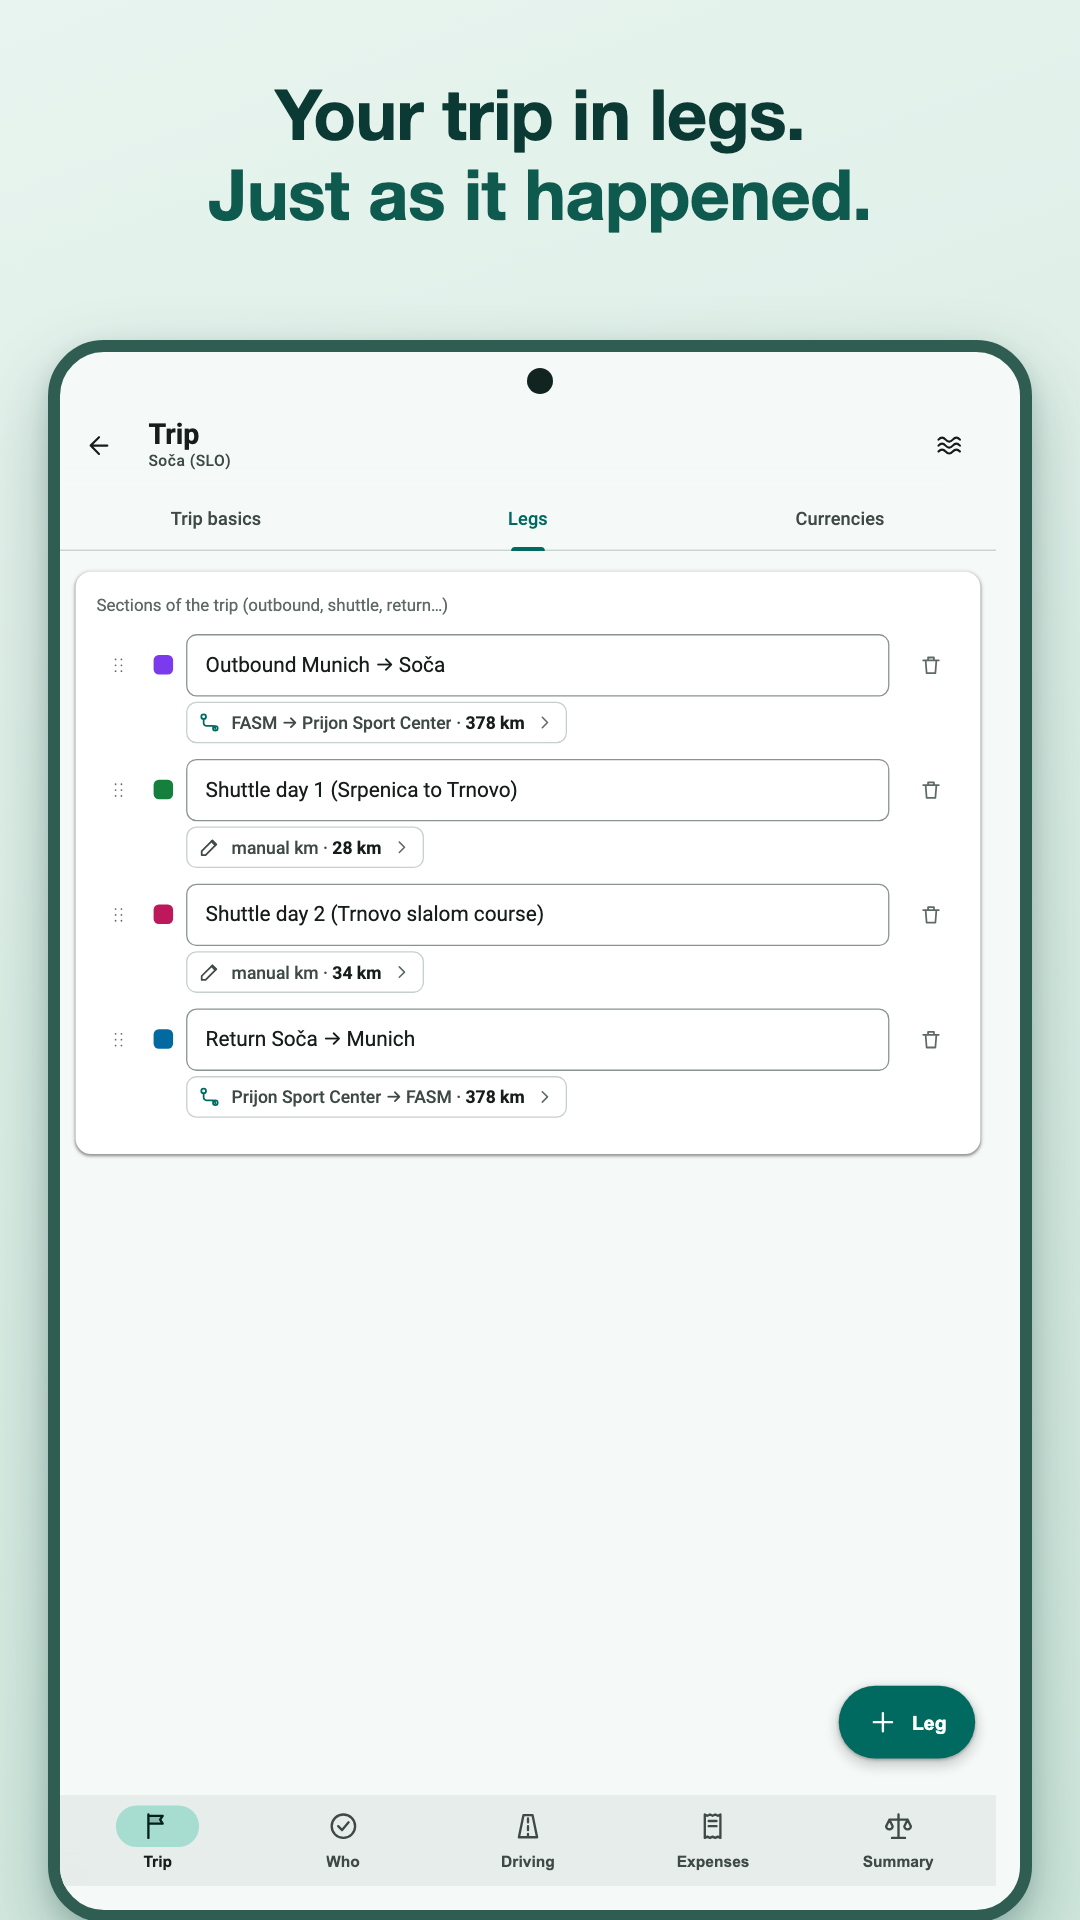 Your trip in legs.
Just as it happened.
Trip
Soča (SLO)
Trip basics
Legs
Currencies
Sections of the trip (outbound, shuttle, return...)
Outbound Munich → Soča
FASM → Prijon Sport Center · 378 km
Shuttle day 1 (Srpenica to Trnovo)
manual km · 28 km
Shuttle day 2 (Trnovo slalom course)
manual km · 34 km
Return Soča → Munich
Prijon Sport Center → FASM · 378 km
+ Leg
Trip
Who
Driving
Expenses
Summary